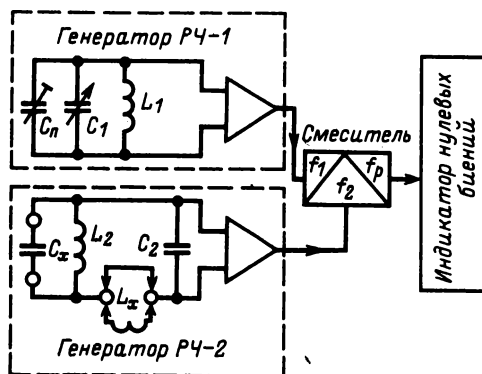 Генератор РЧ-1
Cп
C1
L1
Смеситель
f1
f2
fp
Индикатор нулевых
биений
Cx
L2
C2
Lx
Генератор РЧ-2